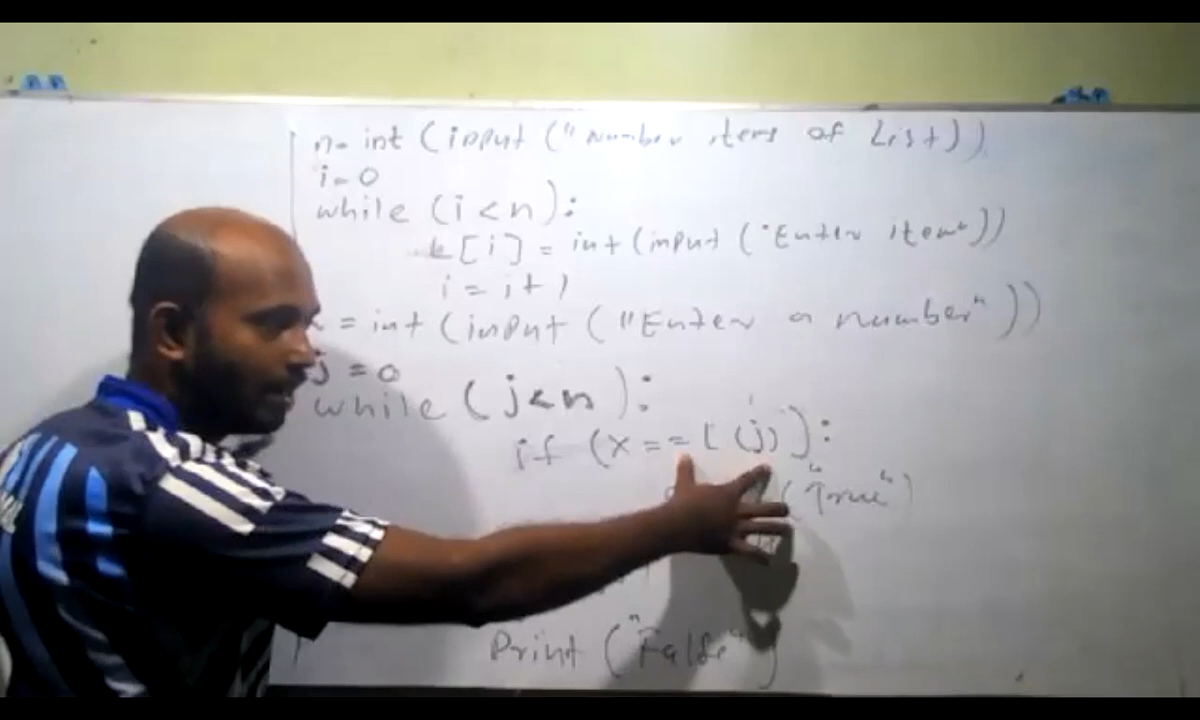 n= int (input ("Number items of List))
i=0
while (i<n):
L[i] = int (input ("Enter item"))
i = i+1
= int (input ("Enter a number"))
j = 0
while (j<n):
if (x==L(j)]:
("True")
Print ("False")